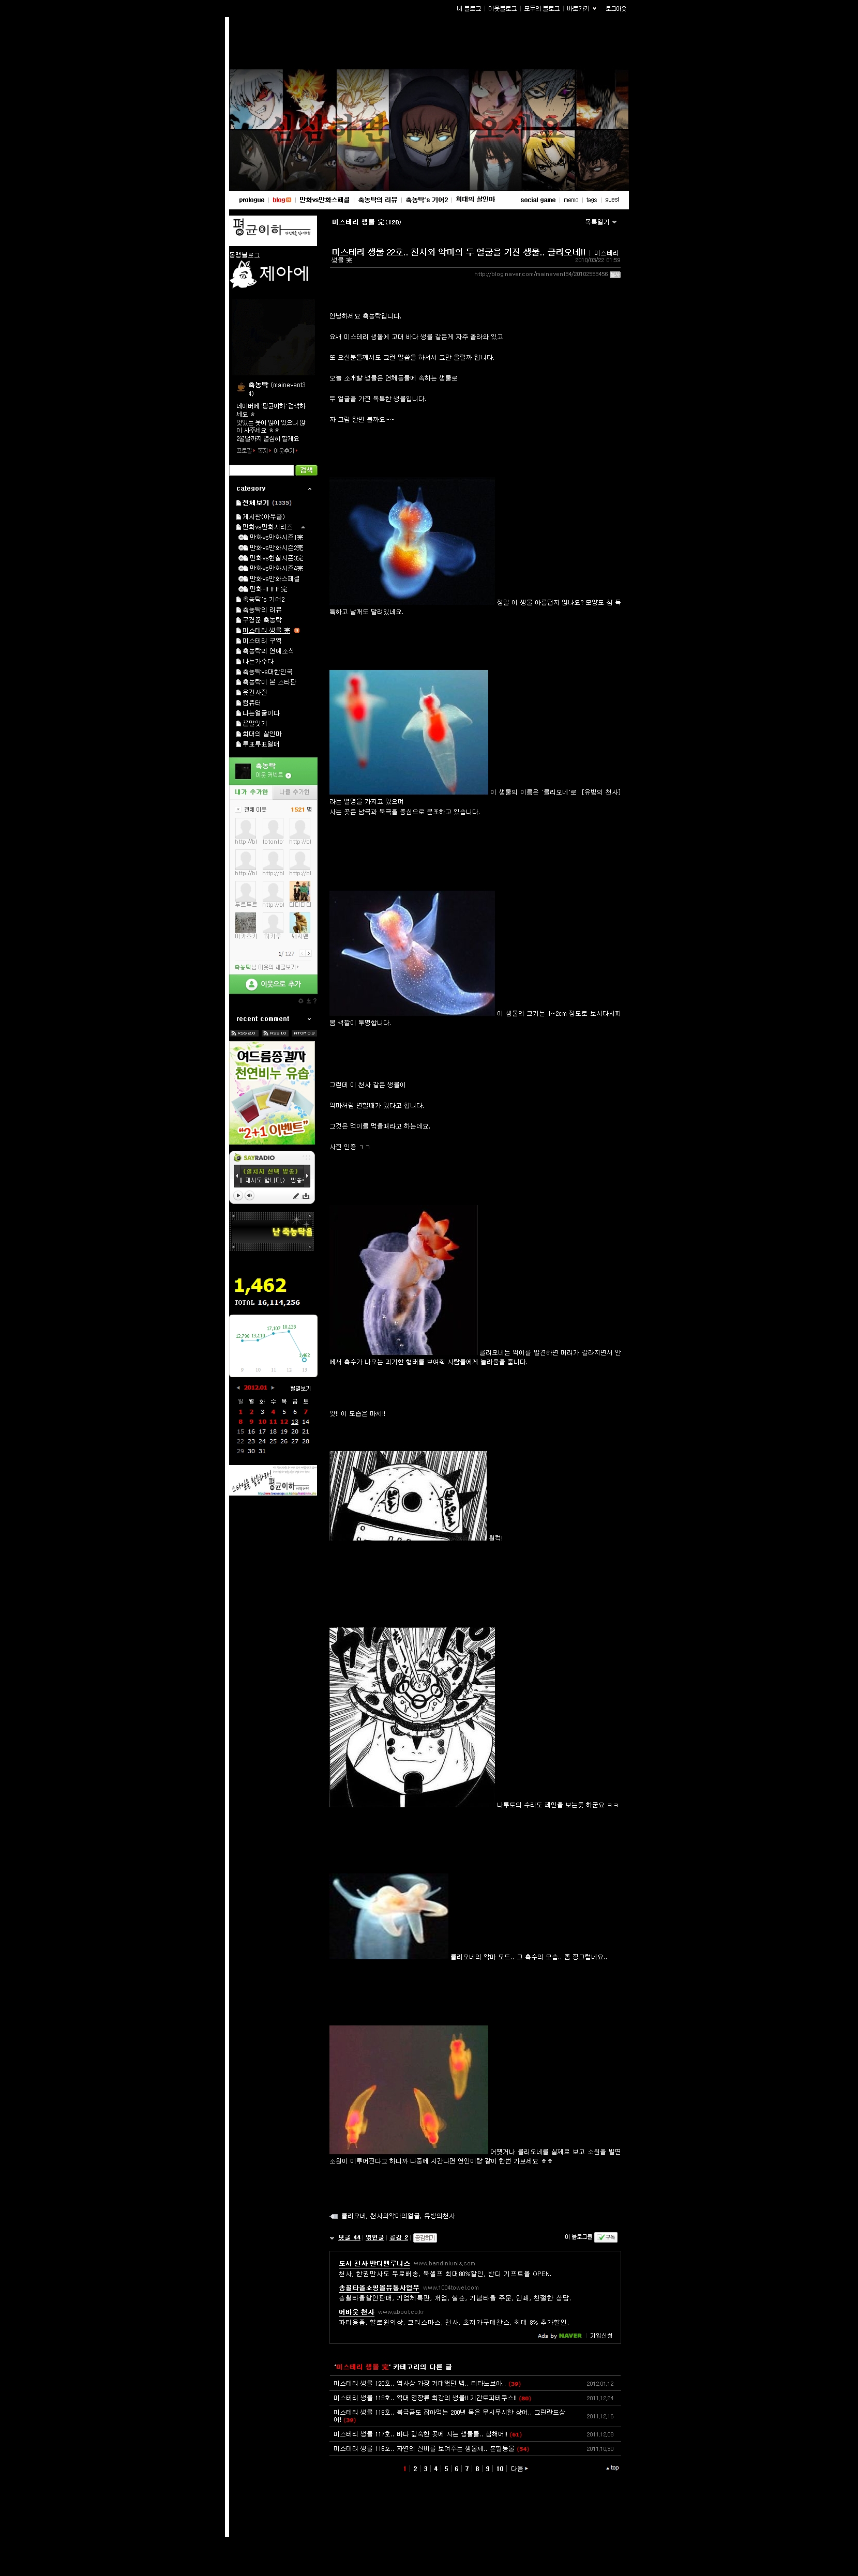 내 블로그 | 이웃블로그 | 모두의 블로그 | 바로가기 로그아웃
심심하면 오세요
prologue | blog | 만화vs만화스페셜 | 축농탁의 리뷰 | 축농탁's 기어2 | 희대의 살인마 social game | memo | tags | guest
평균이하
미스테리 생물 完(120) 목록열기
동맹블로그
제아에
미스테리 생물 22호.. 천사와 악마의 두 얼굴을 가진 생물.. 클리오네!! | 미스테리
생물 完 2010/03/22 01:59
안녕하세요 축농탁입니다.
요새 미스테리 생물에 고대 바다 생물 같은게 자주 올라와 있고
또 오신분들께서도 그런 말씀을 하셔서 그만 올릴까 합니다.
오늘 소개할 생물은 연체동물에 속하는 생물로
두 얼굴을 가진 독특한 생물입니다.
자 그럼 한번 볼까요~~
축농탁 (mainevent3
4)
네이버에 '평균이하' 검색하
세요 ㅎ
멋있는 옷이 많이 있으니 많
이 사주세요 ㅎㅎ
2월달까지 열심히 할게요
프로필 쪽지 이웃추가
검색
category
전체보기 (1335)
게시판(아무글)
만화vs만화시리즈
만화vs만화시즌1完
만화vs만화시즌2完
만화vs현실시즌3完
만화vs만화시즌4完
만화vs만화스페셜
만화-if if if 完
축농탁's 기어2
축농탁의 리뷰
구경꾼 축농탁
미스테리 생물 完
미스테리 구역
축농탁의 연예소식
나는가수다
축농탁vs대한민국
축농탁이 본 스타판
웃긴사진
컴퓨터
나는얼굴이다
끝말잇기
희대의 살인마
투표투표열매
정말 이 생물 아름답지 않나요? 모양도 참 독
특하고 날개도 달려있네요.
이 생물의 이름은 '클리오네'로 [유빙의 천사]
라는 별명을 가지고 있으며
사는 곳은 남극과 북극을 중심으로 분포하고 있습니다.
축농탁
이웃 커넥트
내가 추가한 나를 추가한
전체이웃 1521 명
1/ 127
축농탁님 이웃의 새글보기
이웃으로 추가
이 생물의 크기는 1~2cm 정도로 보시다시피
몸 색깔이 투명합니다.
recent comment
RSS 2.0 RSS 1.0 ATOM 0.3
여드름종결자
천연비누 유솝
"2+1 이벤트"
그런데 이 천사 같은 생물이
악마처럼 변할때가 있다고 합니다.
그것은 먹이를 먹을때라고 하는데요.
사진 인증 ㄱㄱ
SAYRADIO
난 축농탁을
1,462
TOTAL 16,114,256
12,790 13,110 17,107 18,133
9 10 11 12 13
클리오네는 먹이를 발견하면 머리가 갈라지면서 안
에서 촉수가 나오는 괴기한 형태를 보여줘 사람들에게 놀라움을 줍니다.
2012.01 월별보기
일 월 화 수 목 금 토
1 2 3 4 5 6 7
8 9 10 11 12 13 14
15 16 17 18 19 20 21
22 23 24 25 26 27 28
29 30 31
앗!! 이 모습은 마치!!
평균이하
철컥!
나루토의 수라도 페인을 보는듯 하군요 ㅋㅋ
클리오네의 악마 모드.. 그 촉수의 모습.. 좀 징그럽네요..
어쨋거나 클리오네를 실제로 보고 소원을 빌면
소원이 이루어진다고 하니까 나중에 시간나면 연인이랑 같이 한번 가보세요 ㅎㅎ
클리오네, 천사와악마의얼굴, 유빙의천사
댓글 44 | 엮인글 | 공감 2 | 공감하기 이 블로그를 구독
도서 천사 반디앤루니스 www.bandinlunis.com
천사, 한권만사도 무료배송, 북셀프 최대80%할인, 반디 기프트몰 OPEN.
송월타올쇼핑몰유통사업부 www.1004towel.com
송월타올할인판매, 기업체특판, 개업, 칠순, 기념타올 주문, 인쇄, 친절한 상담.
어바웃 천사 www.about.co.kr
파티용품, 할로윈의상, 크리스마스, 천사, 초저가구매찬스, 최대 8% 추가할인.
Ads by NAVER | 가입신청
'미스테리 생물 完' 카테고리의 다른 글
미스테리 생물 120호.. 역사상 가장 거대했던 뱀.. 티타노보아.. (39) 2012.01.12
미스테리 생물 119호.. 역대 영장류 최강의 생물!! 기간토피테쿠스!! (80) 2011.12.24
미스테리 생물 118호.. 북극곰도 잡아먹는 200년 묵은 무시무시한 상어.. 그린란드상
어! (39) 2011.12.18
미스테리 생물 117호.. 바다 깊숙한 곳에 사는 생물들.. 심해어!! (61) 2011.12.08
미스테리 생물 116호.. 자연의 신비를 보여주는 생물체.. 혼혈동물 (54) 2011.10.30
1 | 2 | 3 | 4 | 5 | 6 | 7 | 8 | 9 | 10 | 다음 top